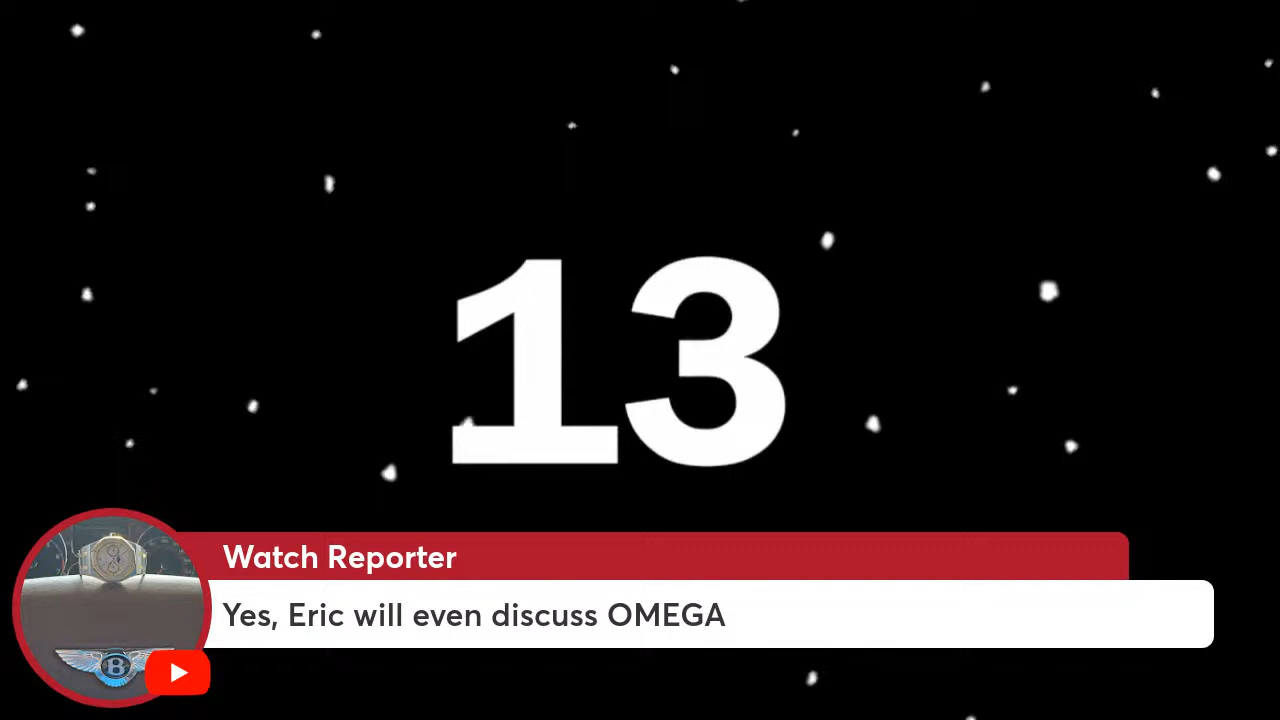 13
Watch Reporter
Yes, Eric will even discuss OMEGA
B